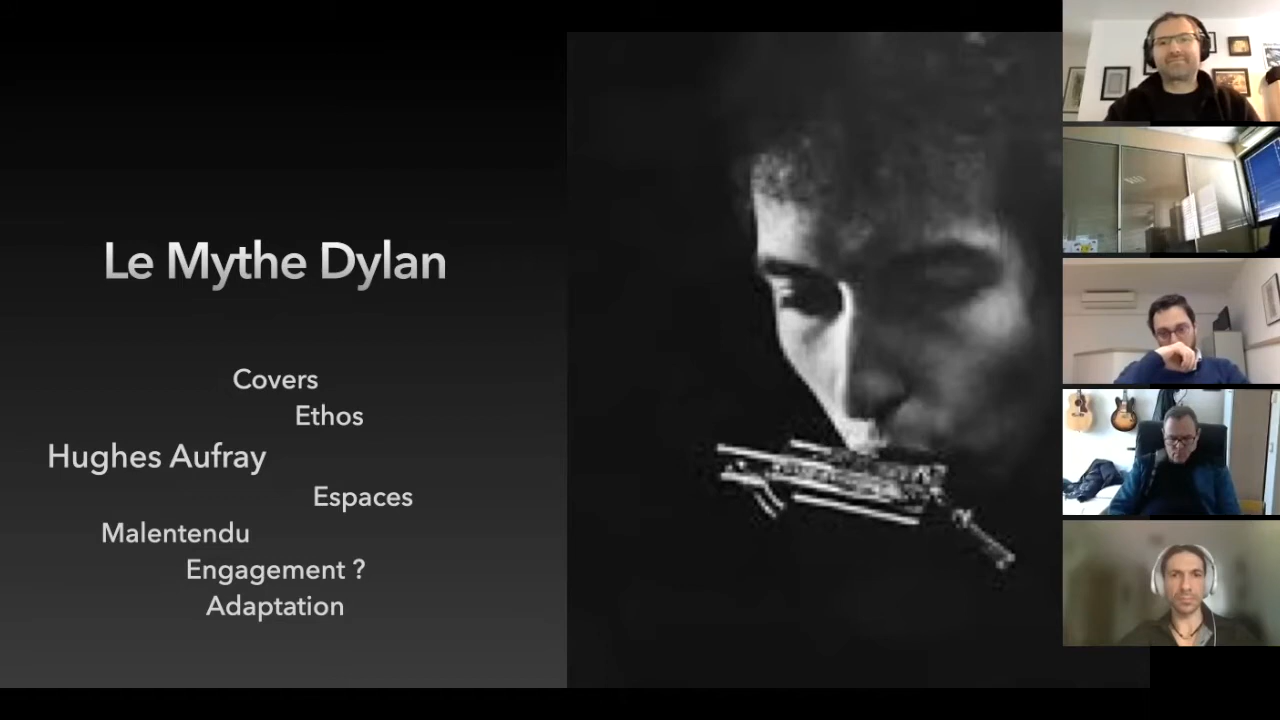 Le Mythe Dylan
Covers
Ethos
Hughes Aufray
Espaces
Malentendu
Engagement ?
Adaptation